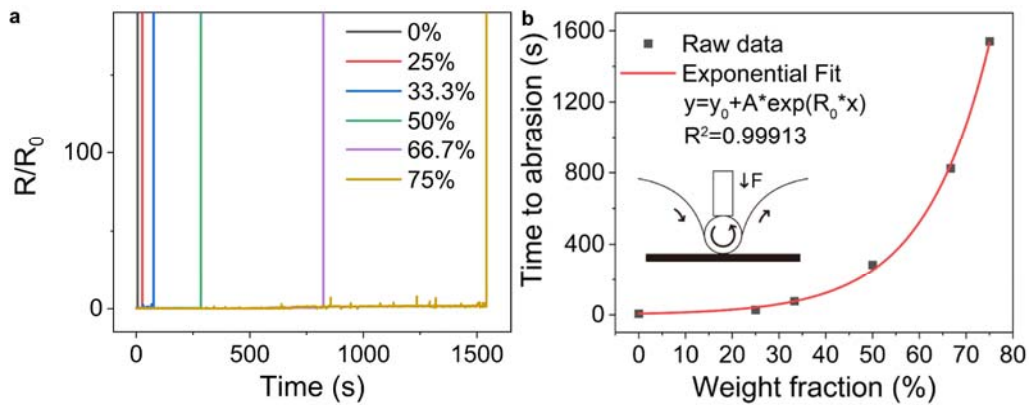 a
R/R₀
100
0
0%
25%
33.3%
50%
66.7%
75%
0 500 1000 1500
Time (s)
b
Time to abrasion (s)
1600
1200
800
400
0
Raw data
Exponential Fit
y=y₀+A*exp(R₀*x)
R²=0.99913
↓F
0 10 20 30 40 50 60 70 80
Weight fraction (%)